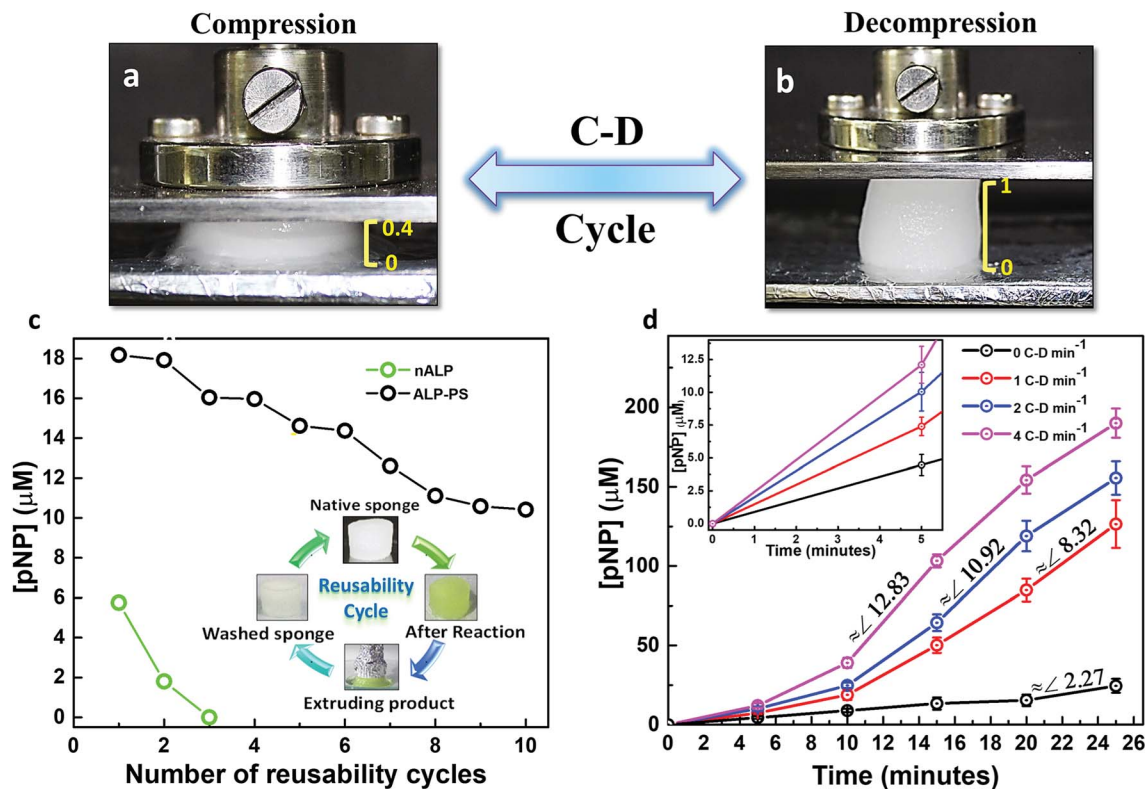 Compression
Decompression
a
0.4
0
C-D
Cycle
b
1
0
c
[pNP] (μM)
18
16
14
12
10
8
6
4
2
0
nALP
ALP-PS
Native sponge
Reusability
Cycle
Washed sponge
After Reaction
Extruding product
0 2 4 6 8 10
Number of reusability cycles
d
[pNP] (μM)
200
150
100
50
0
[pNP] (μM)
12.5
10.0
7.5
5.0
2.5
0.0
0 1 2 3 4 5
Time (minutes)
0 C-D min⁻¹
1 C-D min⁻¹
2 C-D min⁻¹
4 C-D min⁻¹
≈∠ 12.83
≈∠ 10.92
≈∠ 8.32
≈∠ 2.27
0 2 4 6 8 10 12 14 16 18 20 22 24 26
Time (minutes)